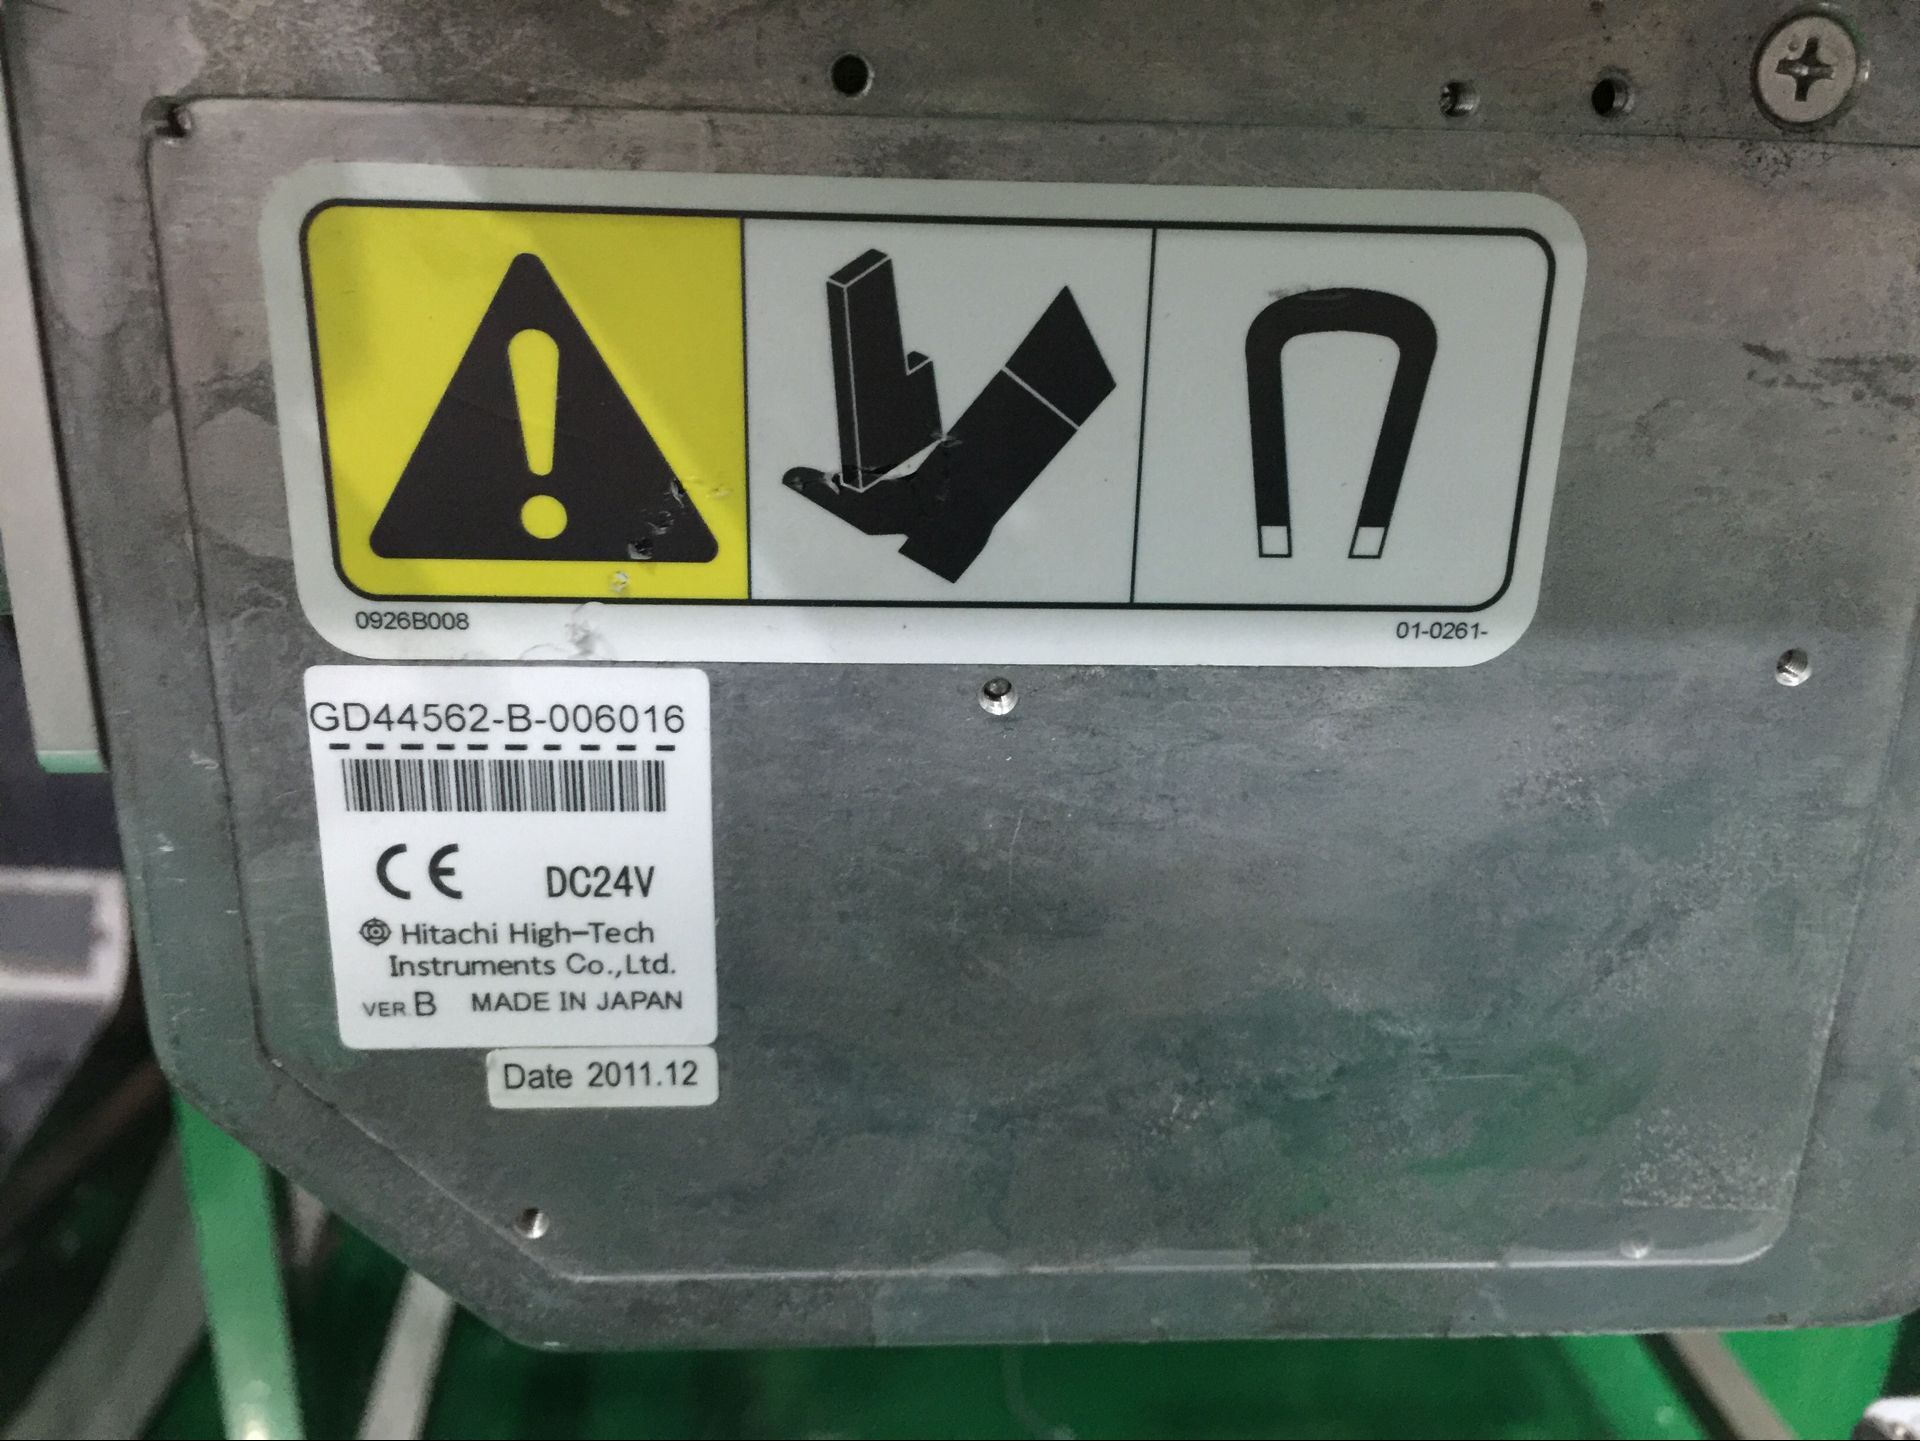 0926B008
01-0261-
GD44562-B-006016
CE
DC24V
Hitachi High-Tech
Instruments Co.,Ltd.
VER. B MADE IN JAPAN
Date 2011.12